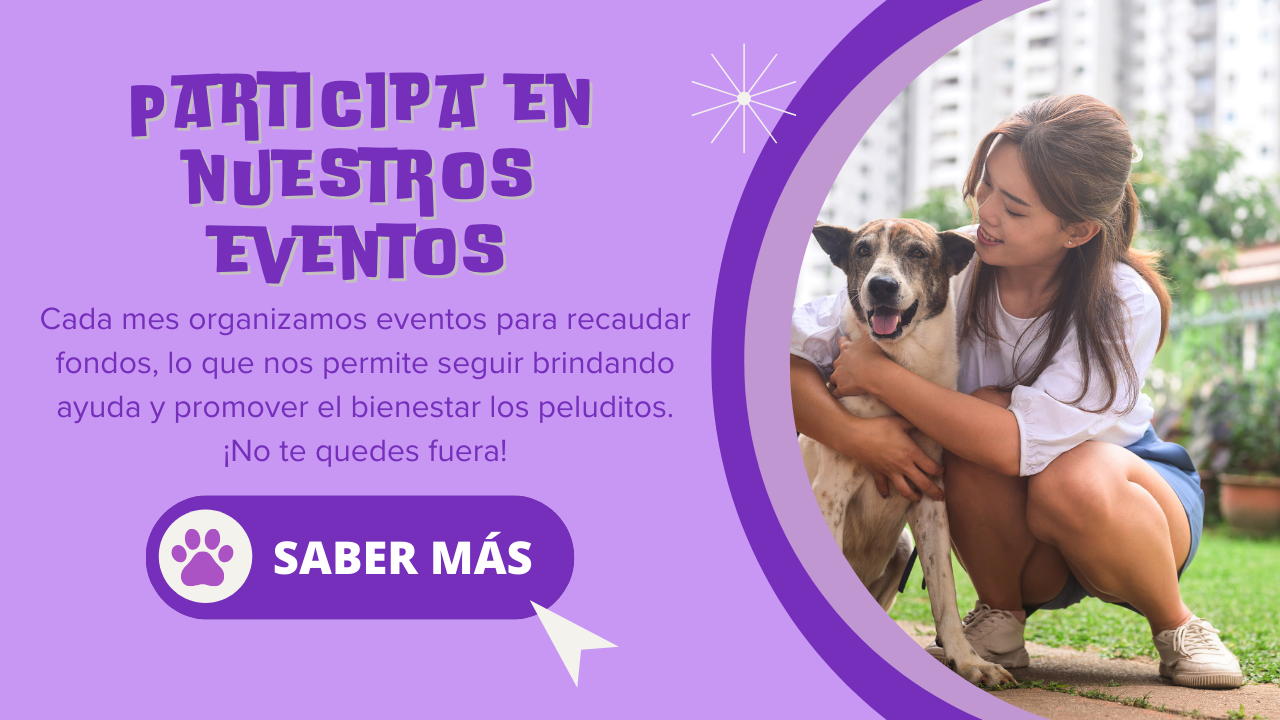 PARTICIPA EN
NUESTROS
EVENTOS
Cada mes organizamos eventos para recaudar
fondos, lo que nos permite seguir brindando
ayuda y promover el bienestar los peluditos.
¡No te quedes fuera!
SABER MÁS